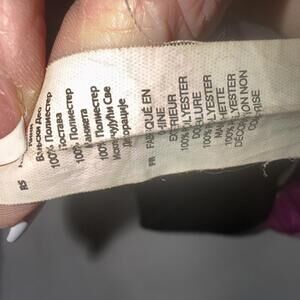 RS
Вањски Део
100% Полиестер
Постава
100% Полиестер
Манжета
100% Полиестер
Искључујући Све
Декорације
FR FABRIQUÉ EN
CHINE
EXTÉRIEUR
100% POLYESTER
DOUBLURE
100% POLYESTER
MANCHETTE
100% POLYESTER
DÉCORATION NON
COMPRISE